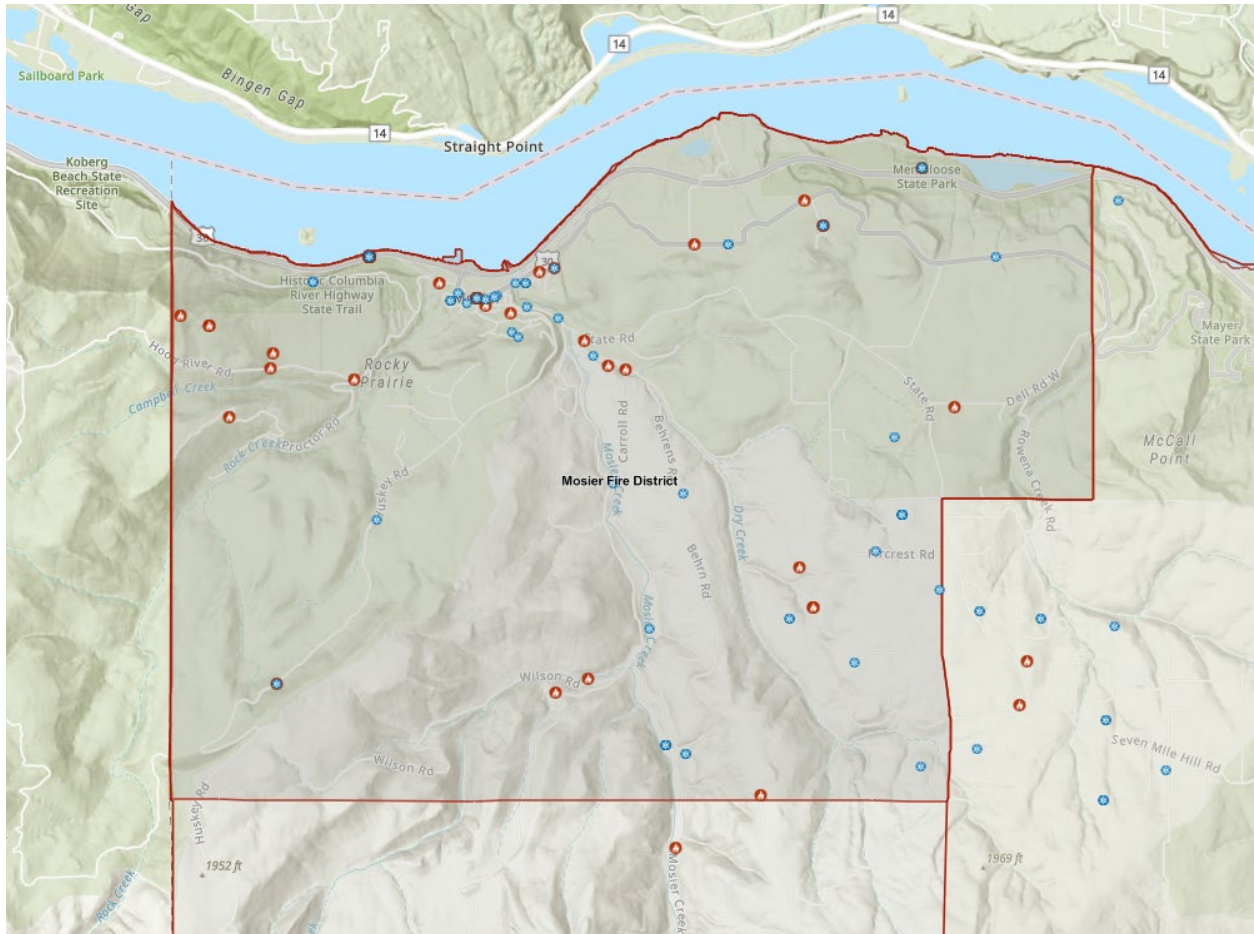 Gap
14
14
Sailboard Park
Bingen Gap
14
14
Straight Point
Koberg
Beach State
Recreation
Site
State Park
30
30
Historic Columbia
River Highway
State Trail
Mayer
State Park
State Rd
Hood River Rd
Rocky
Prairie
Campbell Creek
Dell Rd W
State Rd
Carroll Rd
Proctor Rd
Rock Creek
Behrens Rd
McCall
Point
Rowena Creek Rd
Huskey Rd
Mosier Fire District
Mosier Creek
Dry Creek
Behrn Rd
Mosier Creek
Wilson Rd
Seven Mile Hill Rd
Wilson Rd
Huskey Rd
1952 ft
1969 ft
Rock Creek
Mosier Creek
Creek